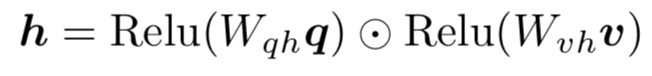 h = Relu(W_{qh}q) ⊙ Relu(W_{vh}v)